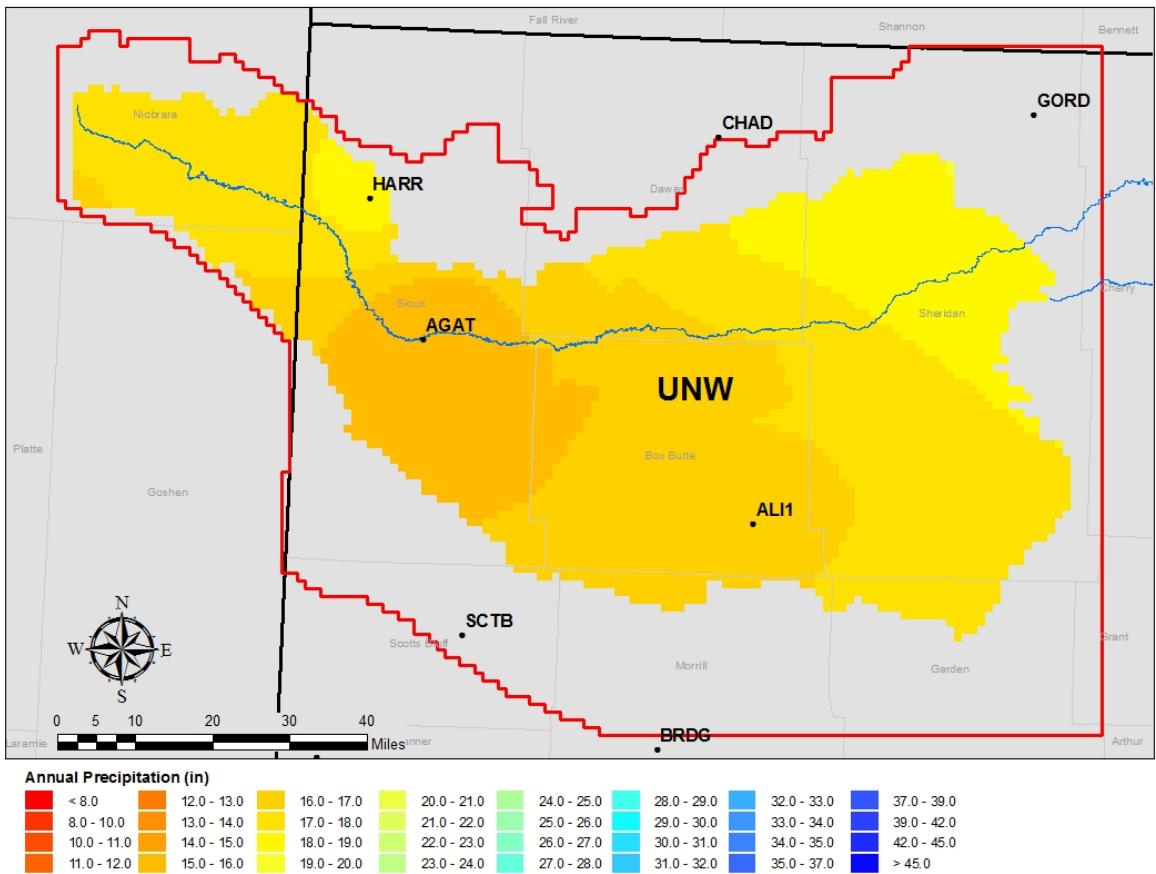 Fall River
Shannon
Bennett
GORD
Niobrara
CHAD
HARR
Dawes
Cherry
Sioux
Sheridan
AGAT
UNW
Platte
Box Butte
Goshen
ALI1
N
W E
S
SCTB
Scotts Bluff
Grant
Morrill
Garden
0 5 10 20 30 40
Miles
BRDG
Laramie
anner
Arthur
Annual Precipitation (in)
< 8.0 12.0 - 13.0 16.0 - 17.0 20.0 - 21.0 24.0 - 25.0 28.0 - 29.0 32.0 - 33.0 37.0 - 39.0
8.0 - 10.0 13.0 - 14.0 17.0 - 18.0 21.0 - 22.0 25.0 - 26.0 29.0 - 30.0 33.0 - 34.0 39.0 - 42.0
10.0 - 11.0 14.0 - 15.0 18.0 - 19.0 22.0 - 23.0 26.0 - 27.0 30.0 - 31.0 34.0 - 35.0 42.0 - 45.0
11.0 - 12.0 15.0 - 16.0 19.0 - 20.0 23.0 - 24.0 27.0 - 28.0 31.0 - 32.0 35.0 - 37.0 > 45.0